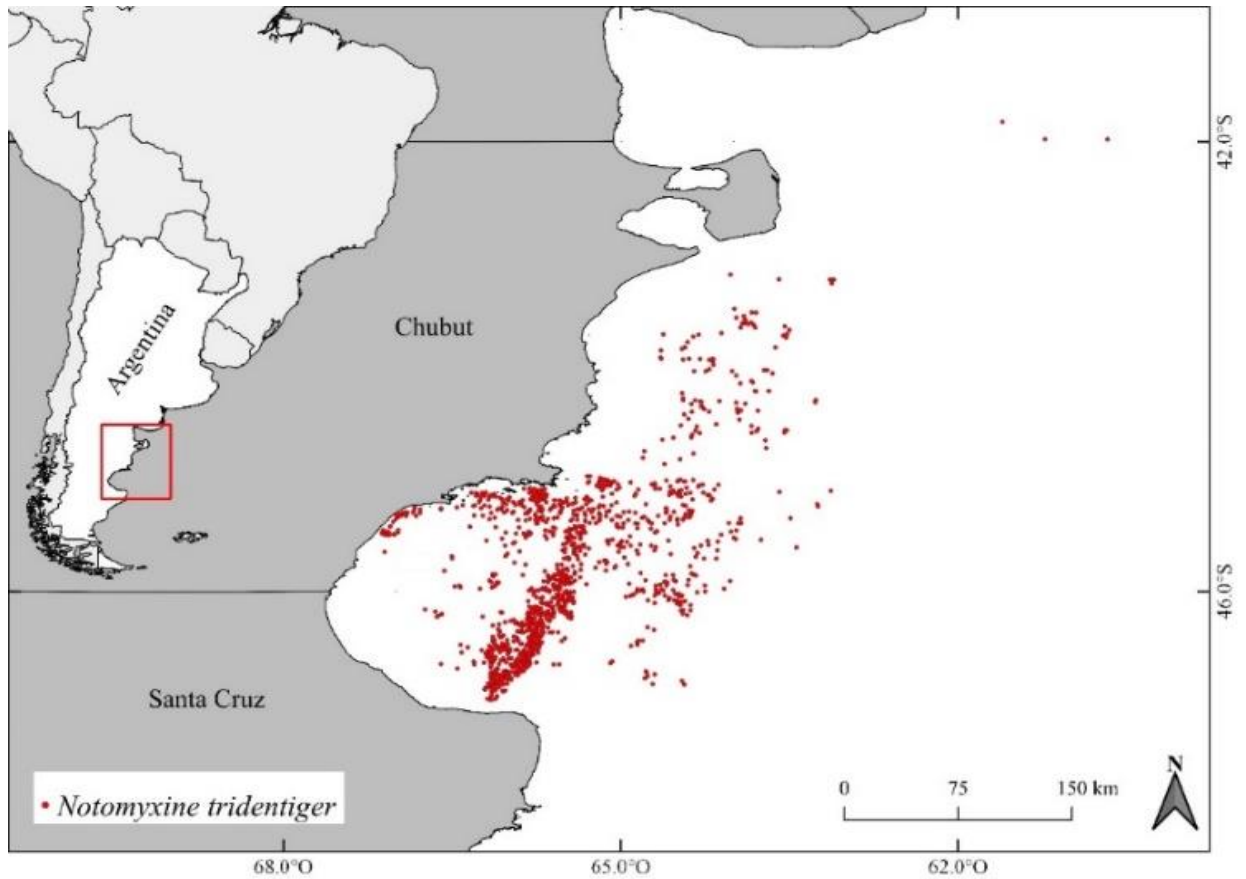 42.0°S
Argentina
Chubut
46.0°S
Santa Cruz
N
0 75 150 km
Notomyxine tridentiger
68.0°O 65.0°O 62.0°O